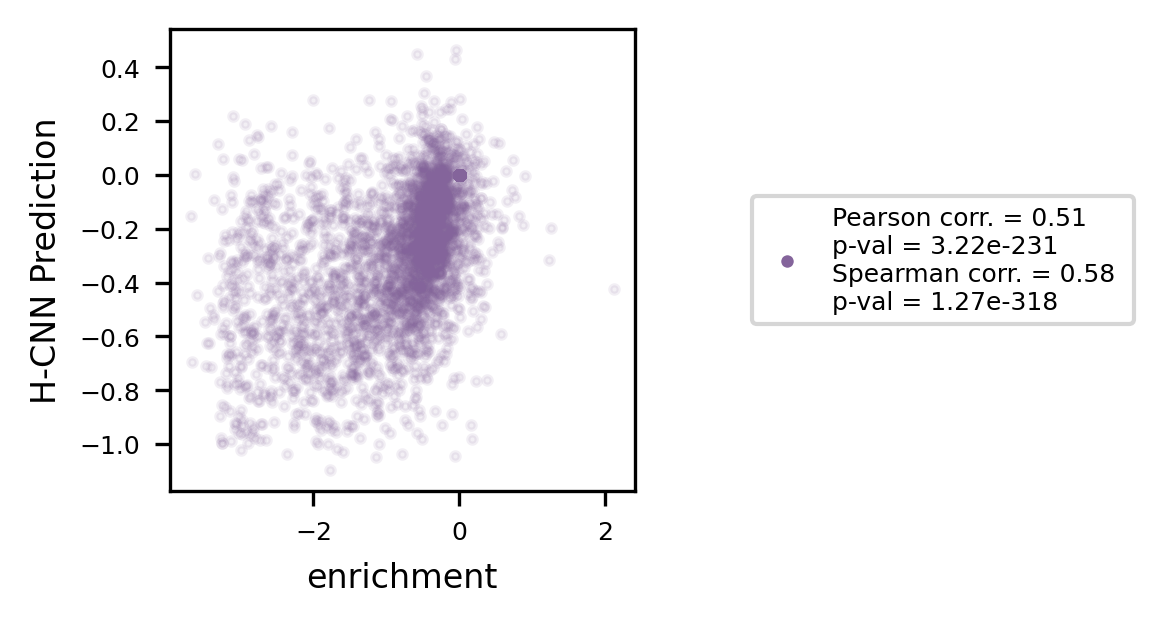 0.4
0.2
0.0
−0.2
−0.4
−0.6
−0.8
−1.0
H-CNN Prediction
−2
0
2
enrichment
Pearson corr. = 0.51
p-val = 3.22e-231
Spearman corr. = 0.58
p-val = 1.27e-318